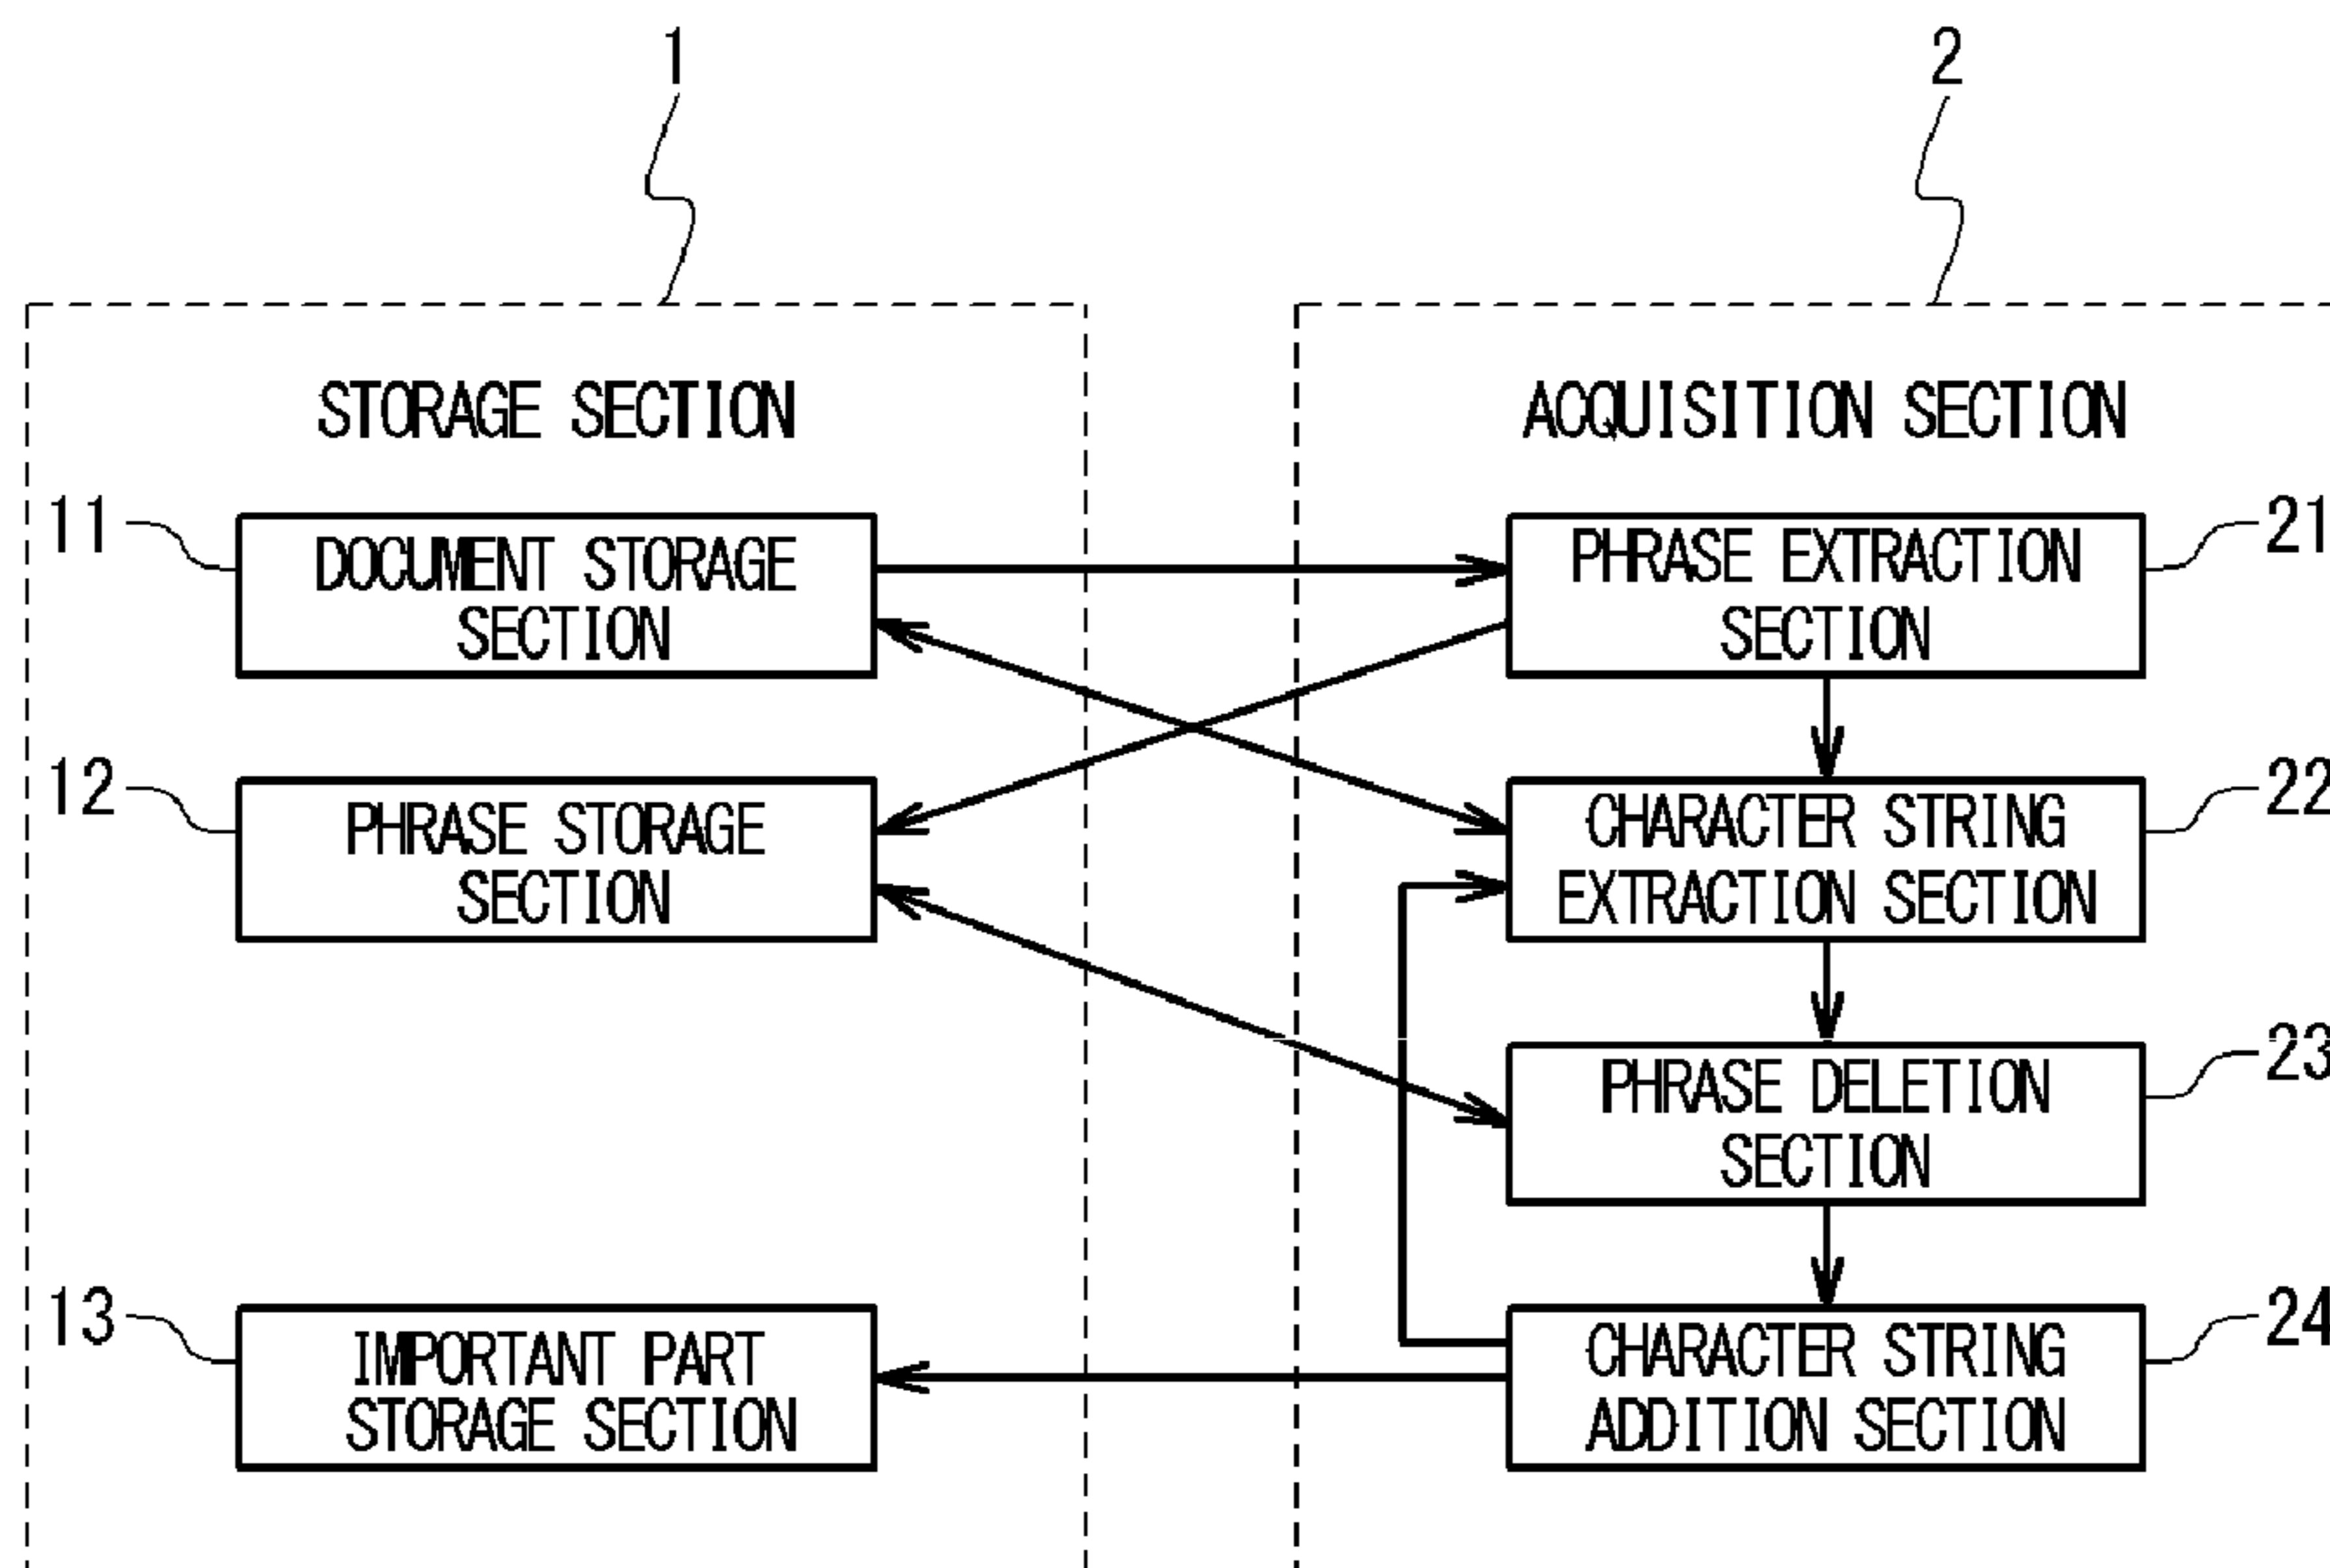 1
2
STORAGE SECTION
ACQUISITION SECTION
11
DOCUMENT STORAGE
SECTION
PHRASE EXTRACTION
SECTION
21
12
PHRASE STORAGE
SECTION
CHARACTER STRING
EXTRACTION SECTION
22
PHRASE DELETION
SECTION
23
13
IMPORTANT PART
STORAGE SECTION
CHARACTER STRING
ADDITION SECTION
24